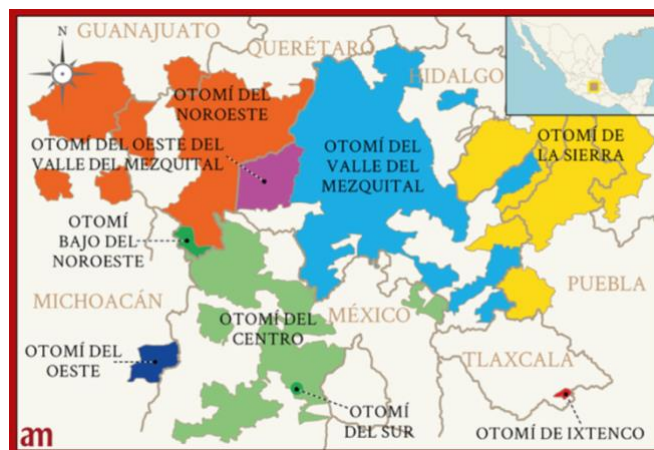 GUANAJUATO
N
QUERÉTARO
HIDALGO
OTOMÍ DEL
NOROESTE
OTOMÍ DEL OESTE DEL
VALLE DEL MEZQUITAL
OTOMÍ DEL
VALLE DEL
MEZQUITAL
OTOMÍ DE
LA SIERRA
OTOMÍ
BAJO DEL
NOROESTE
MICHOACÁN
MÉXICO
PUEBLA
OTOMÍ DEL
CENTRO
OTOMÍ DEL
OESTE
TLAXCALA
OTOMÍ
DEL SUR
OTOMÍ DE IXTENCO
am